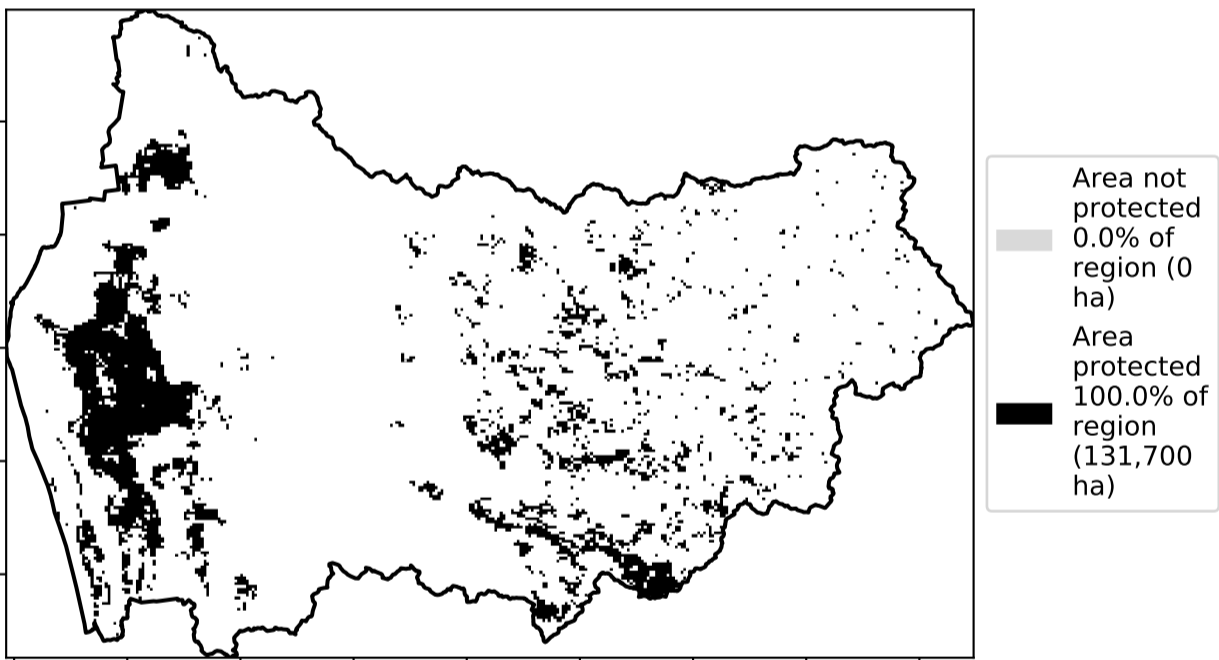 Area not
protected
0.0% of
region (0
ha)
Area
protected
100.0% of
region
(131,700
ha)